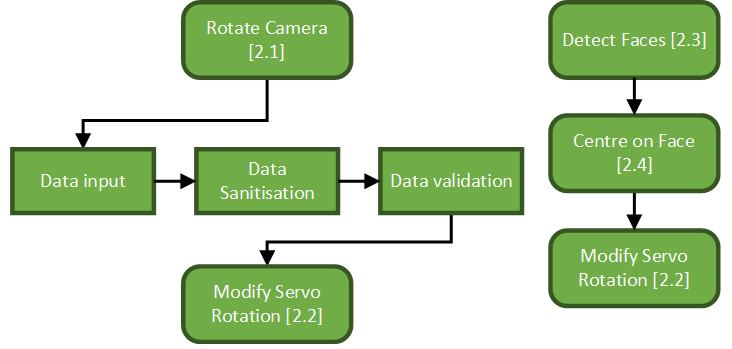 Rotate Camera
[2.1]
Data input
Data
Sanitisation
Data validation
Modify Servo
Rotation [2.2]
Detect Faces [2.3]
Centre on Face
[2.4]
Modify Servo
Rotation [2.2]